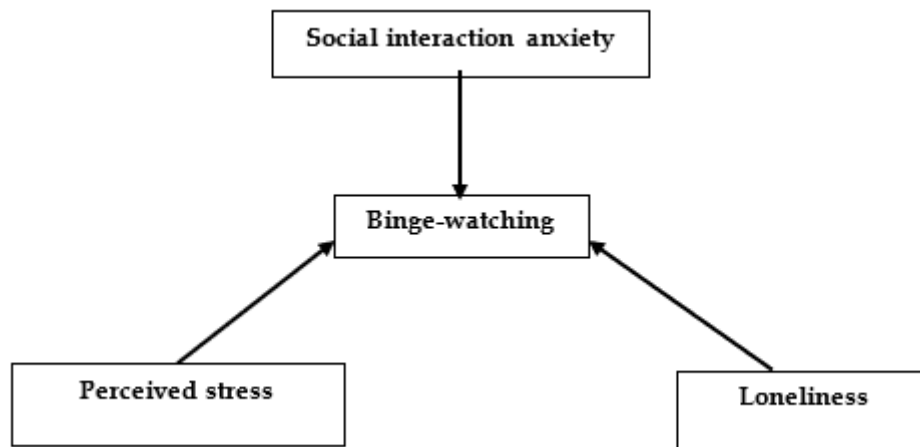 Social interaction anxiety
Binge-watching
Perceived stress
Loneliness